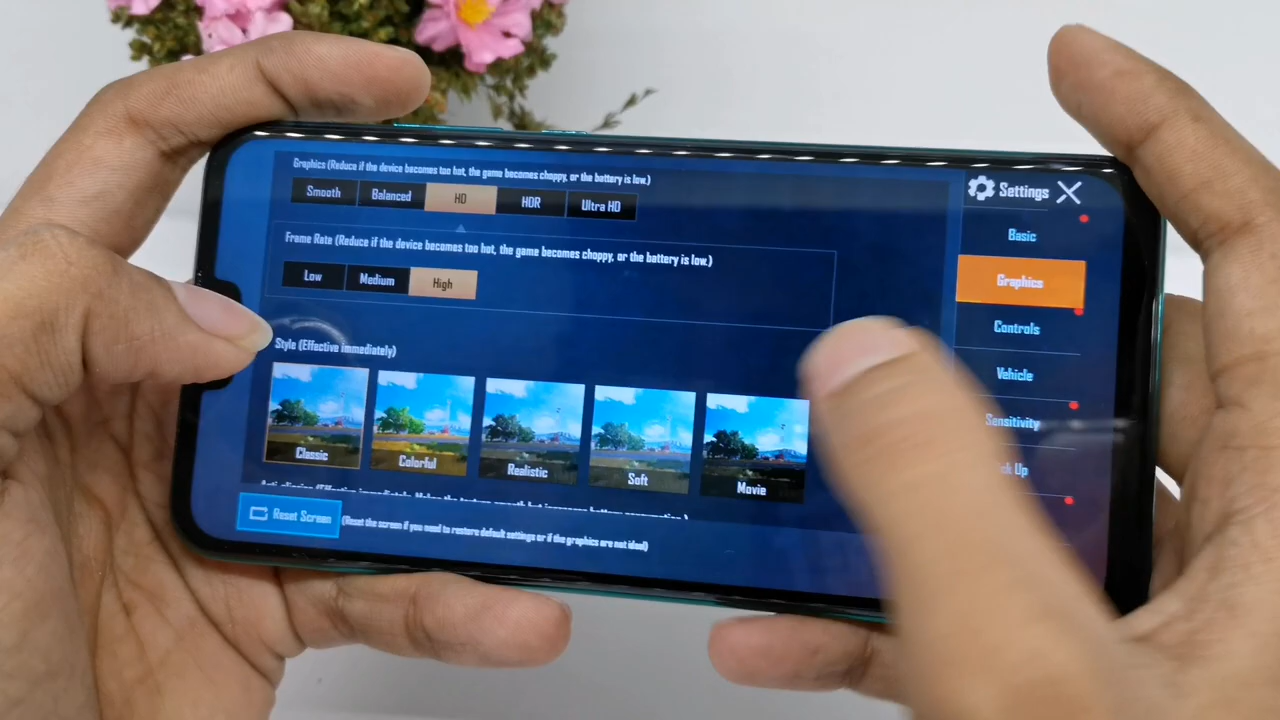 Graphics (Reduce if the device becomes too hot, the game becomes choppy, or the battery is low.)
Smooth Balanced HD HDR Ultra HD
Frame Rate (Reduce if the device becomes too hot, the game becomes choppy, or the battery is low.)
Low Medium High
Style (Effective immediately)
Classic Colorful Realistic Soft Movie
Reset Screen (Reset the screen if you need to restore default settings or if the graphics are not ideal)
Settings
Basic
Graphics
Controls
Vehicle
Sensitivity
Up